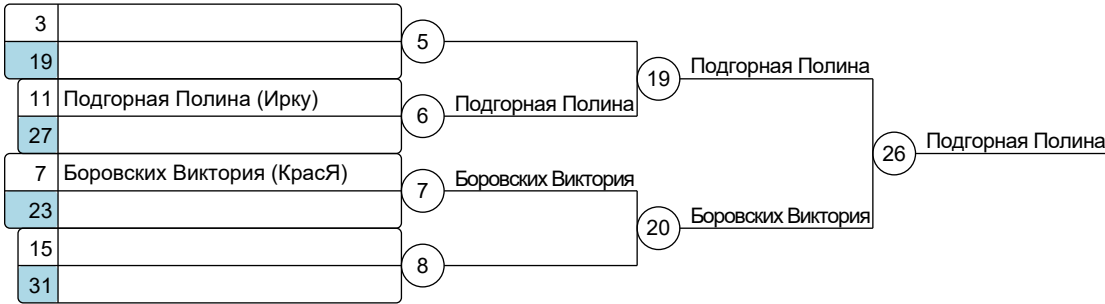 3
5
19
11 Подгорная Полина (Ирку)
6 Подгорная Полина
27
19 Подгорная Полина
7 Боровских Виктория (КрасЯ)
7 Боровских Виктория
23
20 Боровских Виктория
15
8
31
26 Подгорная Полина